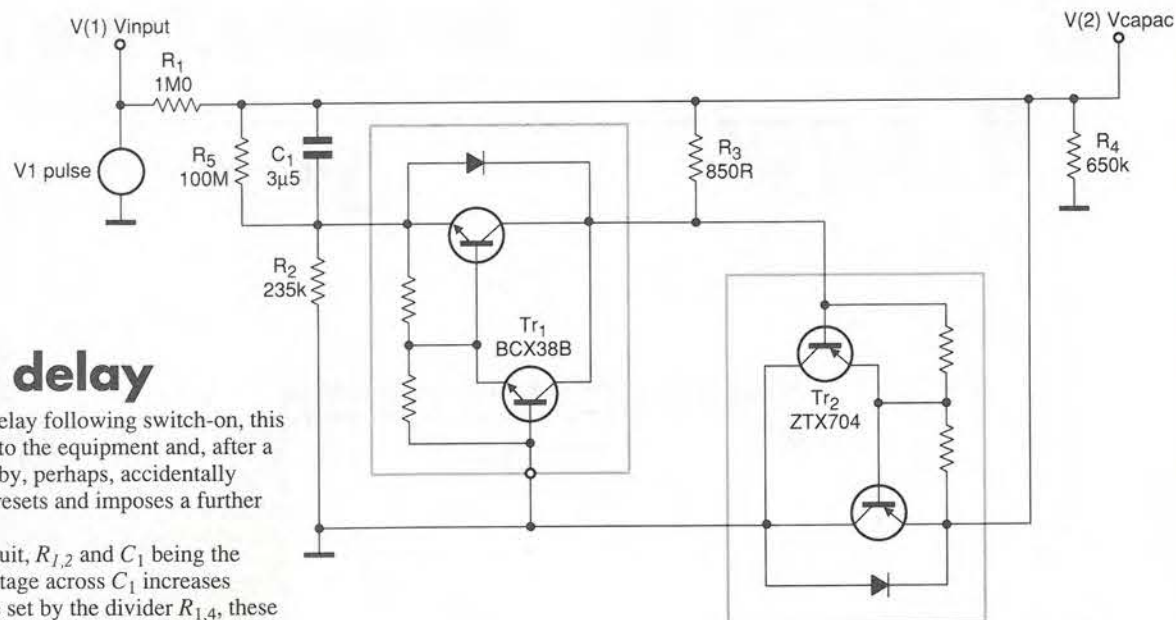 V(1) Vinput
V(2) Vcapac
R1
1M0
V1 pulse
R5
100M
C1
3µ5
R3
850R
R4
650k
R2
235k
Tr1
BCX38B
Tr2
ZTX704
delay
elay following switch-on, this
to the equipment and, after a
by, perhaps, accidentally
resets and imposes a further
uit, R1,2 and C1 being the
tage across C1 increases
set by the divider R1,4, these